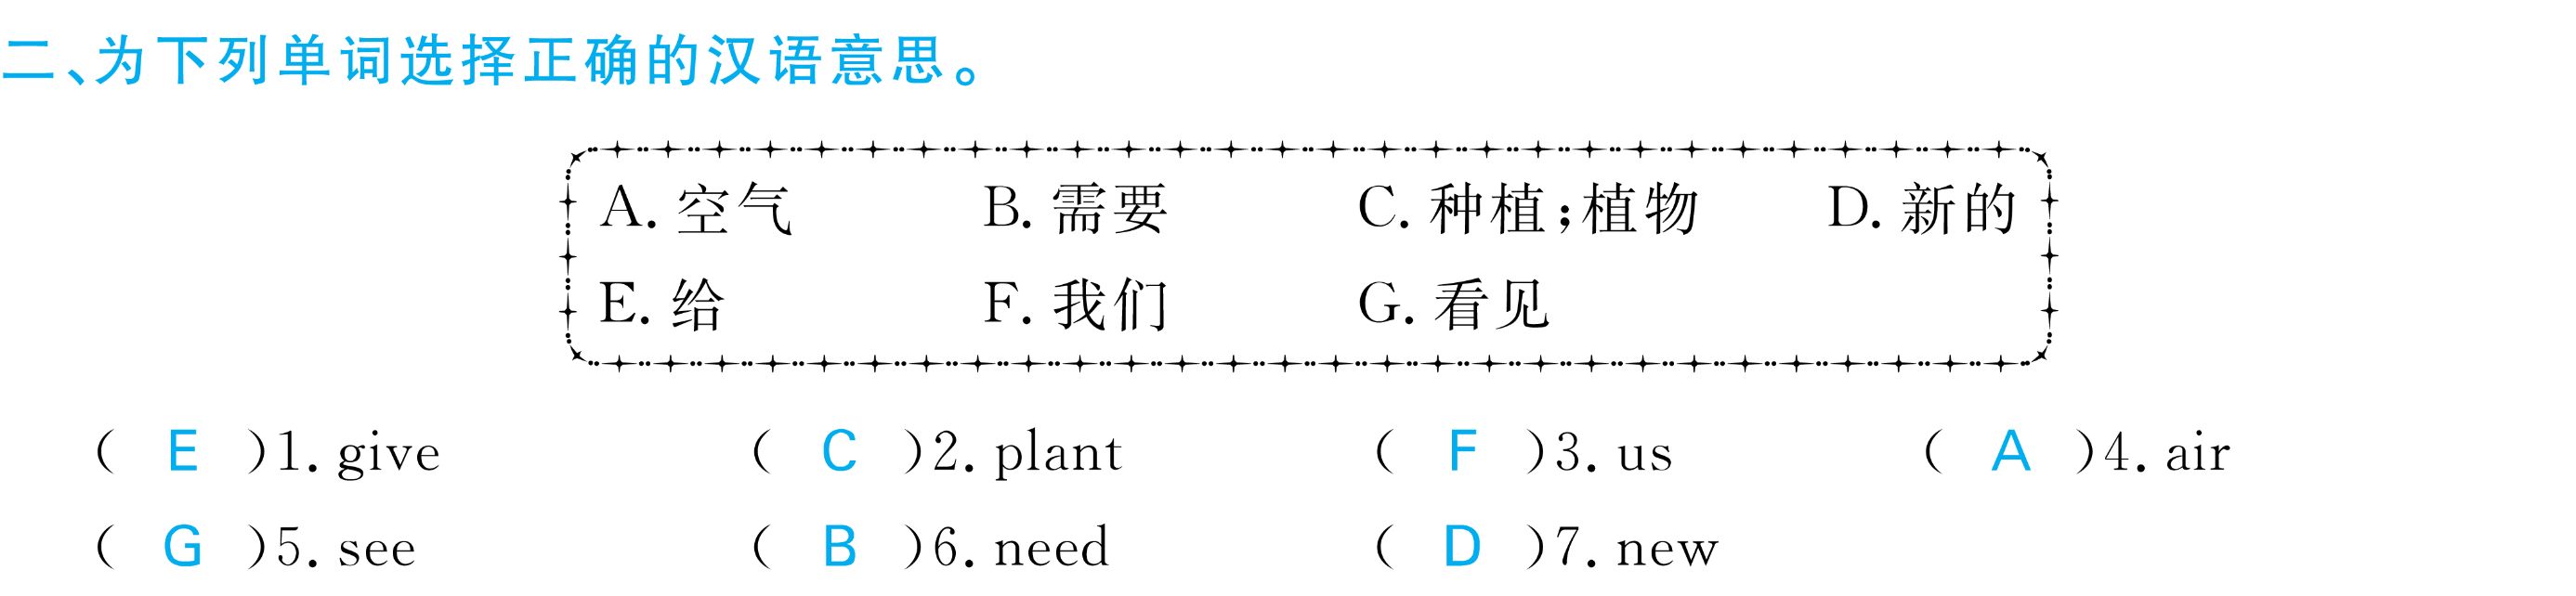 二、为下列单词选择正确的汉语意思。
A. 空气 B. 需要 C. 种植;植物 D. 新的
E. 给 F. 我们 G. 看见
( E )1. give ( C )2. plant ( F )3. us ( A )4. air
( G )5. see ( B )6. need ( D )7. new